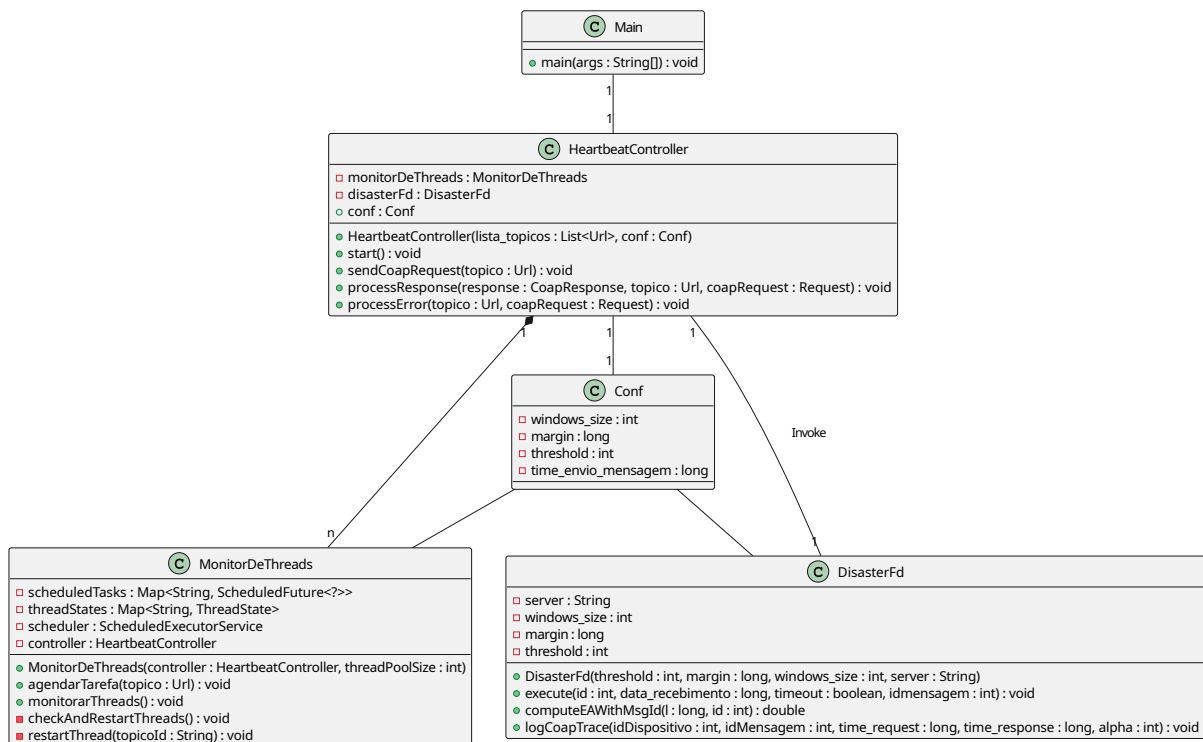 C Main
main(args : String[]) : void
1
1
C HeartbeatController
monitorDeThreads : MonitorDeThreads
disasterFd : DisasterFd
conf : Conf
HeartbeatController(lista_topicos : List<Url>, conf : Conf)
start() : void
sendCoapRequest(topico : Url) : void
processResponse(response : CoapResponse, topico : Url, coapRequest : Request) : void
processError(topico : Url, coapRequest : Request) : void
1 1 1
1
C Conf
windows_size : int
margin : long
threshold : int
time_envio_mensagem : long
Invoke
n 1
C MonitorDeThreads
scheduledTasks : Map<String, ScheduledFuture<?>>
threadStates : Map<String, ThreadState>
scheduler : ScheduledExecutorService
controller : HeartbeatController
MonitorDeThreads(controller : HeartbeatController, threadPoolSize : int)
agendarTarefa(topico : Url) : void
monitorarThreads() : void
checkAndRestartThreads() : void
restartThread(topicoId : String) : void
C DisasterFd
server : String
windows_size : int
margin : long
threshold : int
DisasterFd(threshold : int, margin : long, windows_size : int, server : String)
execute(id : int, data_recebimento : long, timeout : boolean, idmensagem : int) : void
computeEAWithMsgId(l : long, id : int) : double
logCoapTrace(idDispositivo : int, idMensagem : int, time_request : long, time_response : long, alpha : int) : void